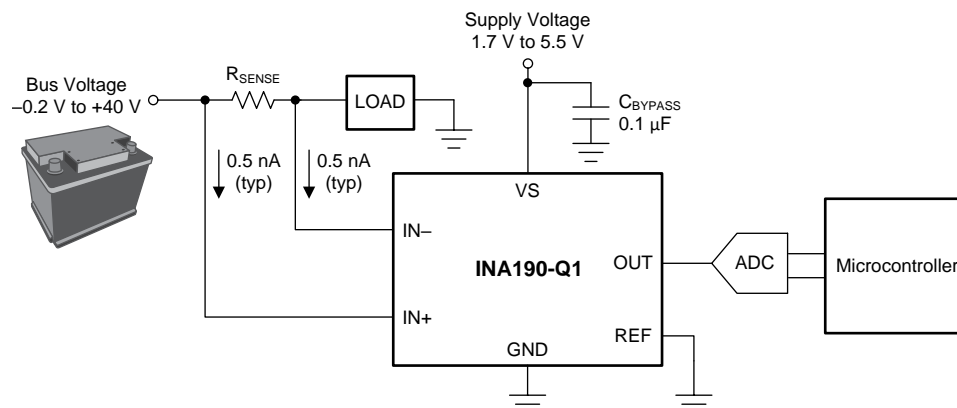 Supply Voltage
1.7 V to 5.5 V
Bus Voltage
–0.2 V to +40 V
RSENSE
LOAD
CBYPASS
0.1 µF
0.5 nA
(typ)
0.5 nA
(typ)
VS
IN–
INA190-Q1
OUT
ADC
Microcontroller
IN+
REF
GND